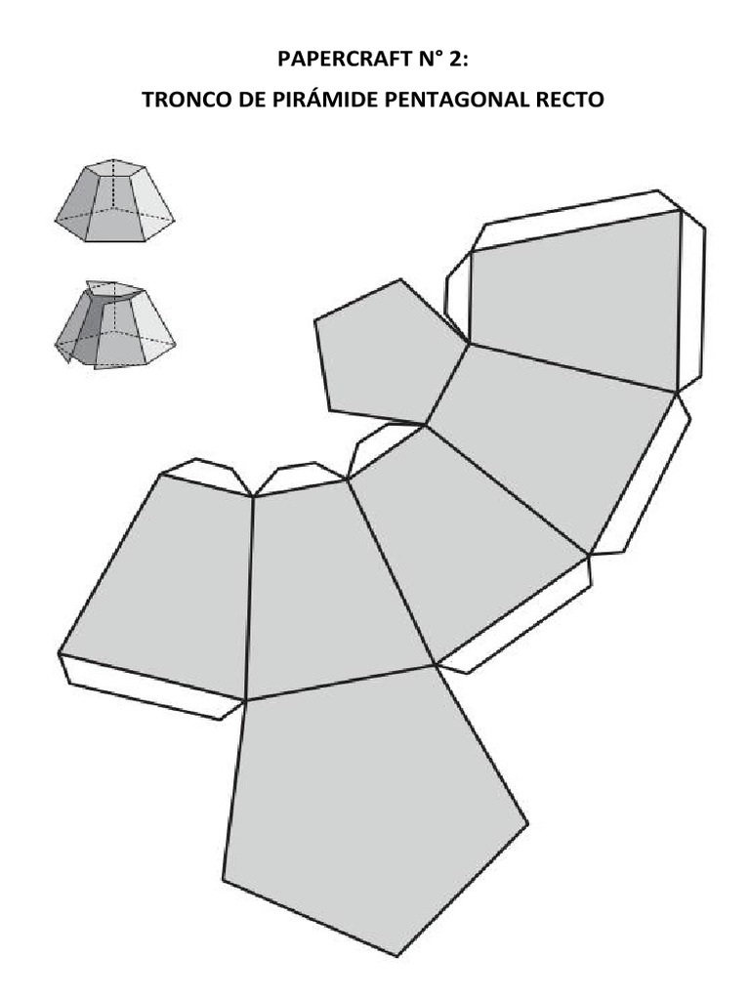 PAPERCRAFT N° 2:
TRONCO DE PIRÁMIDE PENTAGONAL RECTO